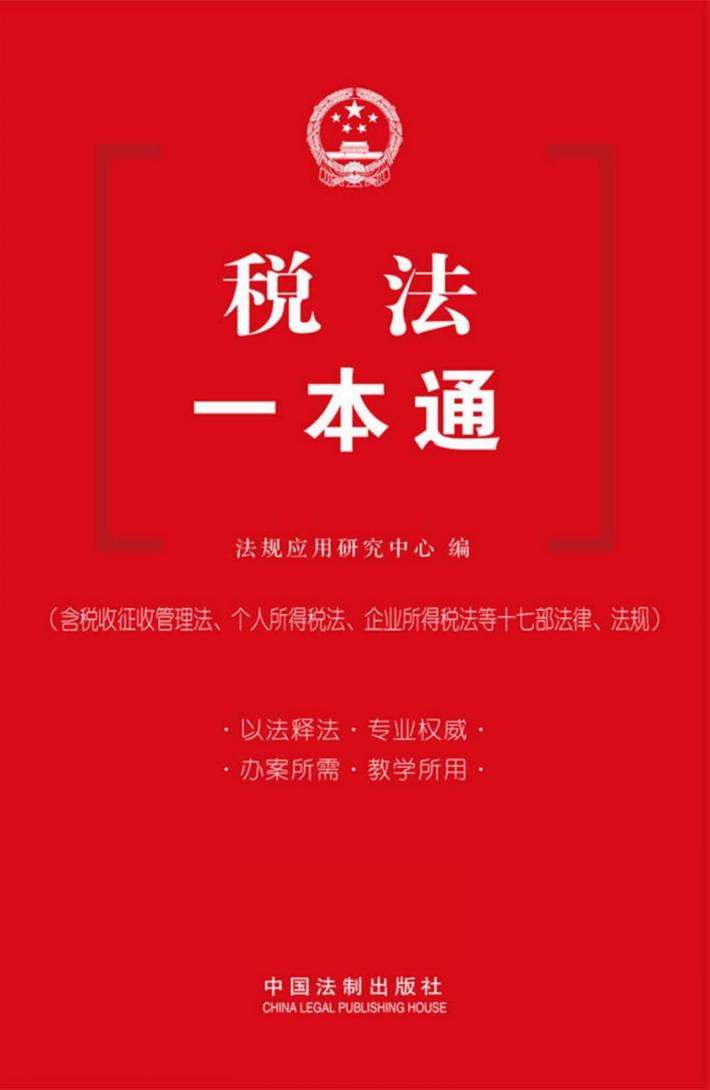 税法
一本通
法规应用研究中心 编
（含税收征收管理法、个人所得税法、企业所得税法等十七部法律、法规）
·以法释法·专业权威·
·办案所需·教学所用·
中国法制出版社
CHINA LEGAL PUBLISHING HOUSE